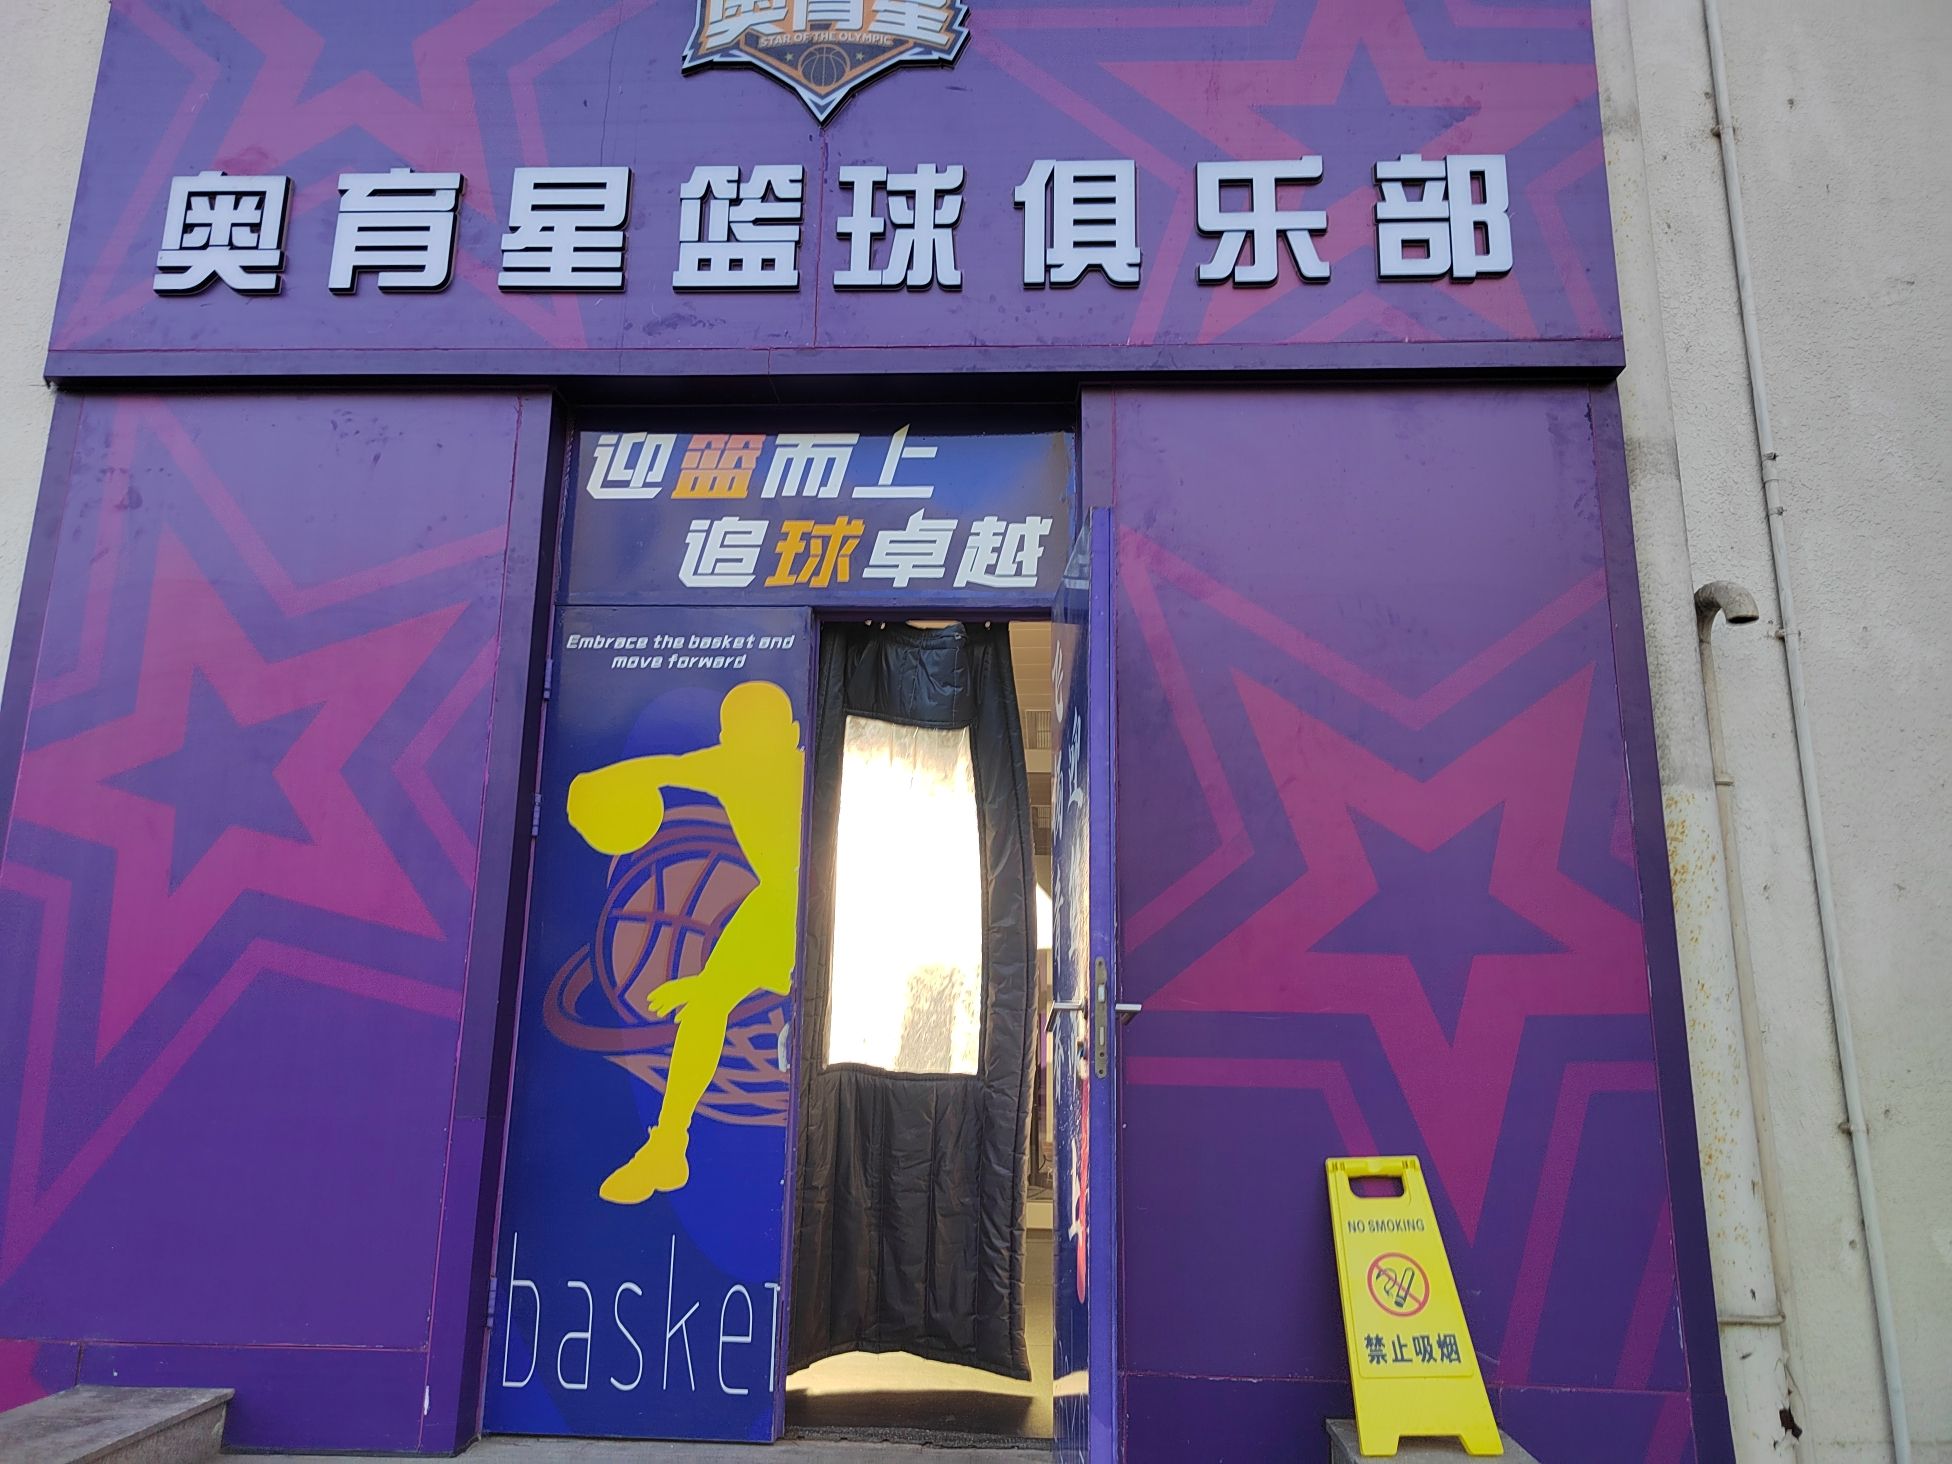 奥育星
STAR OF THE OLYMPIC
奥育星篮球俱乐部
迎篮而上
追球卓越
Embrace the basket and
move forward
basket
NO SMOKING
禁止吸烟